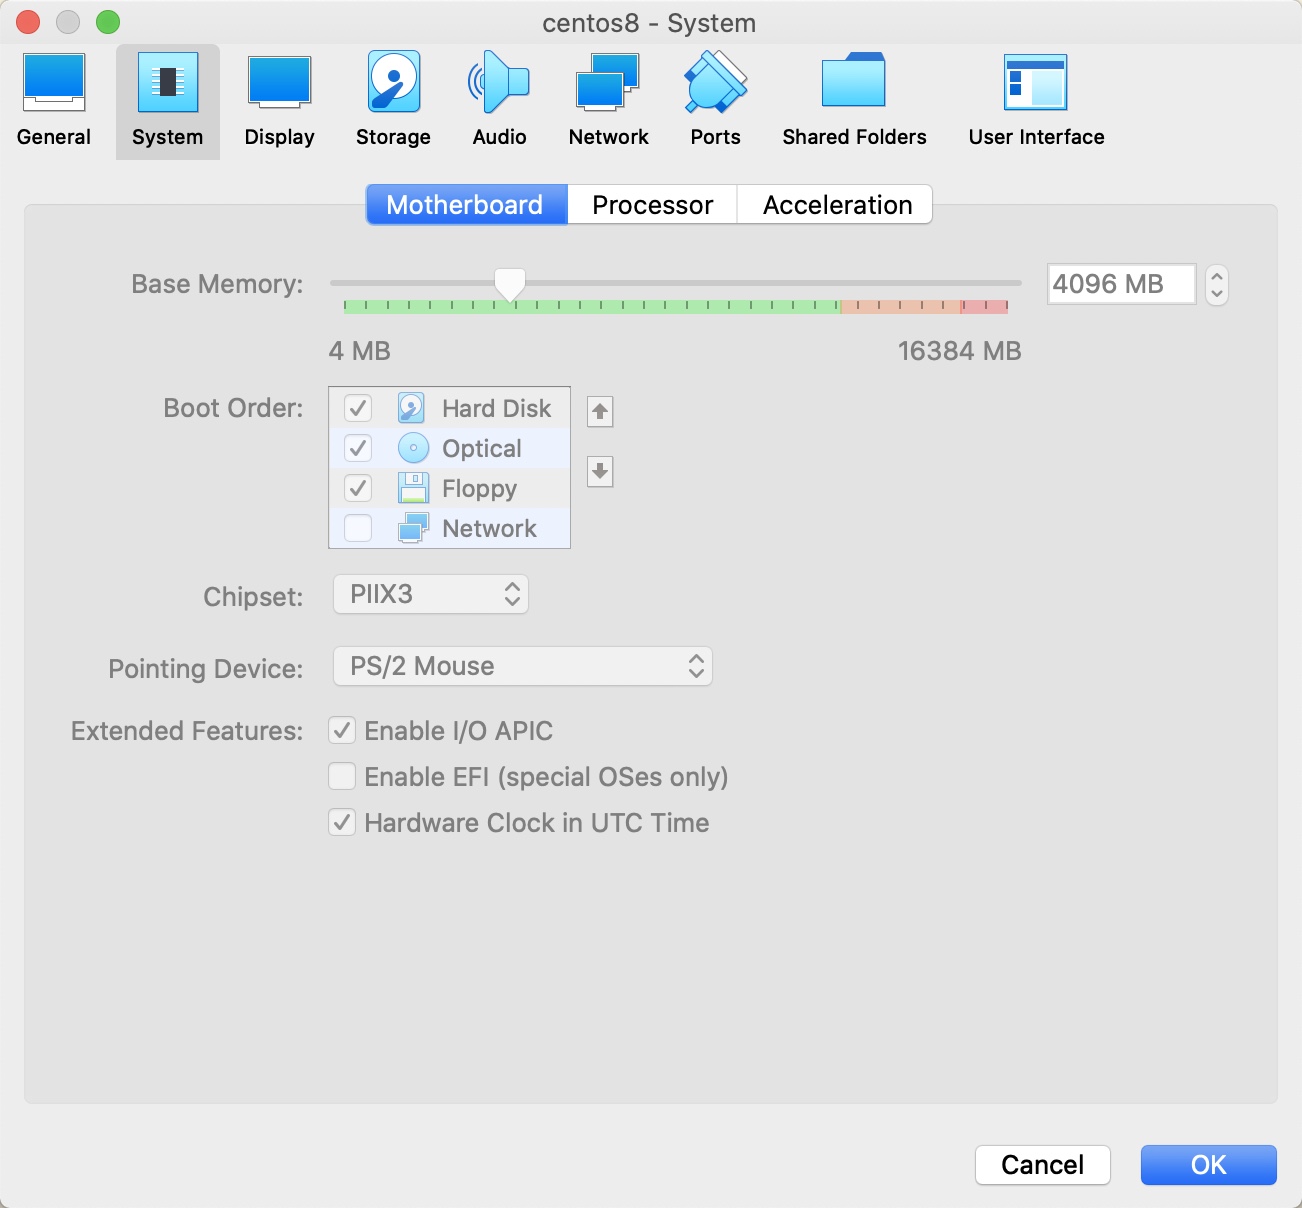 centos8 - System
General System Display Storage Audio Network Ports Shared Folders User Interface
Motherboard Processor Acceleration
Base Memory: 4096 MB
4 MB 16384 MB
Boot Order: Hard Disk
Optical
Floppy
Network
Chipset: PIIX3
Pointing Device: PS/2 Mouse
Extended Features: Enable I/O APIC
Enable EFI (special OSes only)
Hardware Clock in UTC Time
Cancel OK